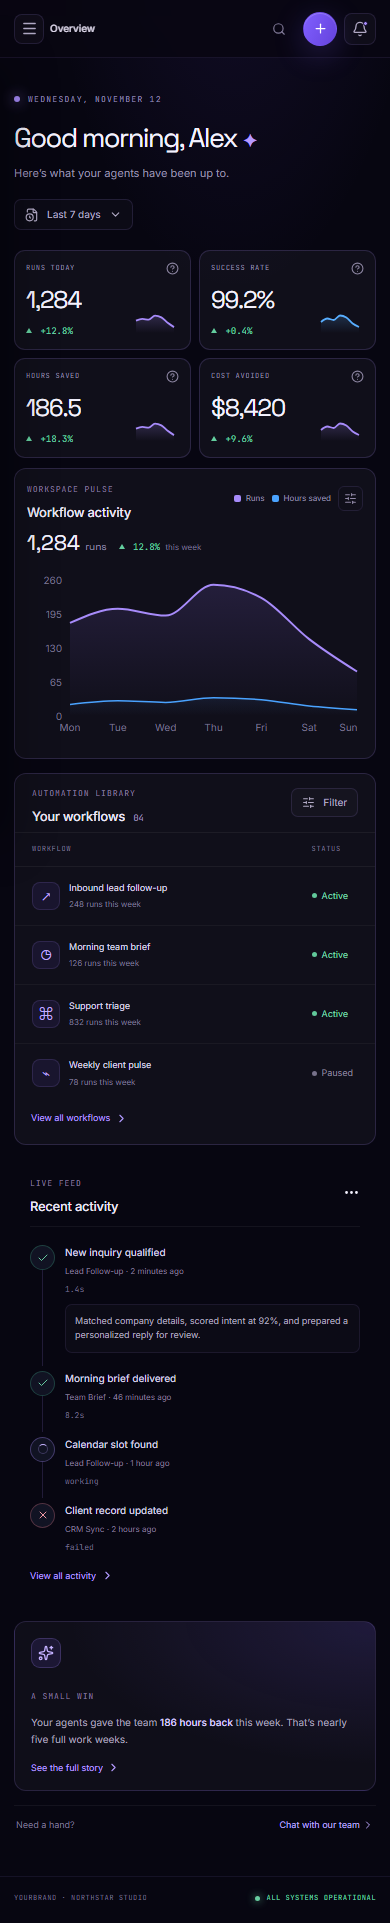 Overview
WEDNESDAY, NOVEMBER 12
Good morning, Alex
Here's what your agents have been up to.
Last 7 days
RUNS TODAY
1,284
+12.8%
SUCCESS RATE
99.2%
+0.4%
HOURS SAVED
186.5
+18.3%
COST AVOIDED
$8,420
+9.6%
WORKSPACE PULSE
Workflow activity
Runs Hours saved
1,284 runs 12.8% this week
260
195
130
65
0
Mon Tue Wed Thu Fri Sat Sun
AUTOMATION LIBRARY
Your workflows 04
Filter
WORKFLOW STATUS
Inbound lead follow-up
248 runs this week
Active
Morning team brief
126 runs this week
Active
Support triage
832 runs this week
Active
Weekly client pulse
78 runs this week
Paused
View all workflows
LIVE FEED
Recent activity
New inquiry qualified
Lead Follow-up · 2 minutes ago
1.4s
Matched company details, scored intent at 92%, and prepared a
personalized reply for review.
Morning brief delivered
Team Brief · 46 minutes ago
8.2s
Calendar slot found
Lead Follow-up · 1 hour ago
working
Client record updated
CRM Sync · 2 hours ago
failed
View all activity
A SMALL WIN
Your agents gave the team 186 hours back this week. That's nearly
five full work weeks.
See the full story
Need a hand?
Chat with our team
YOURBRAND · NORTHSTAR STUDIO
ALL SYSTEMS OPERATIONAL